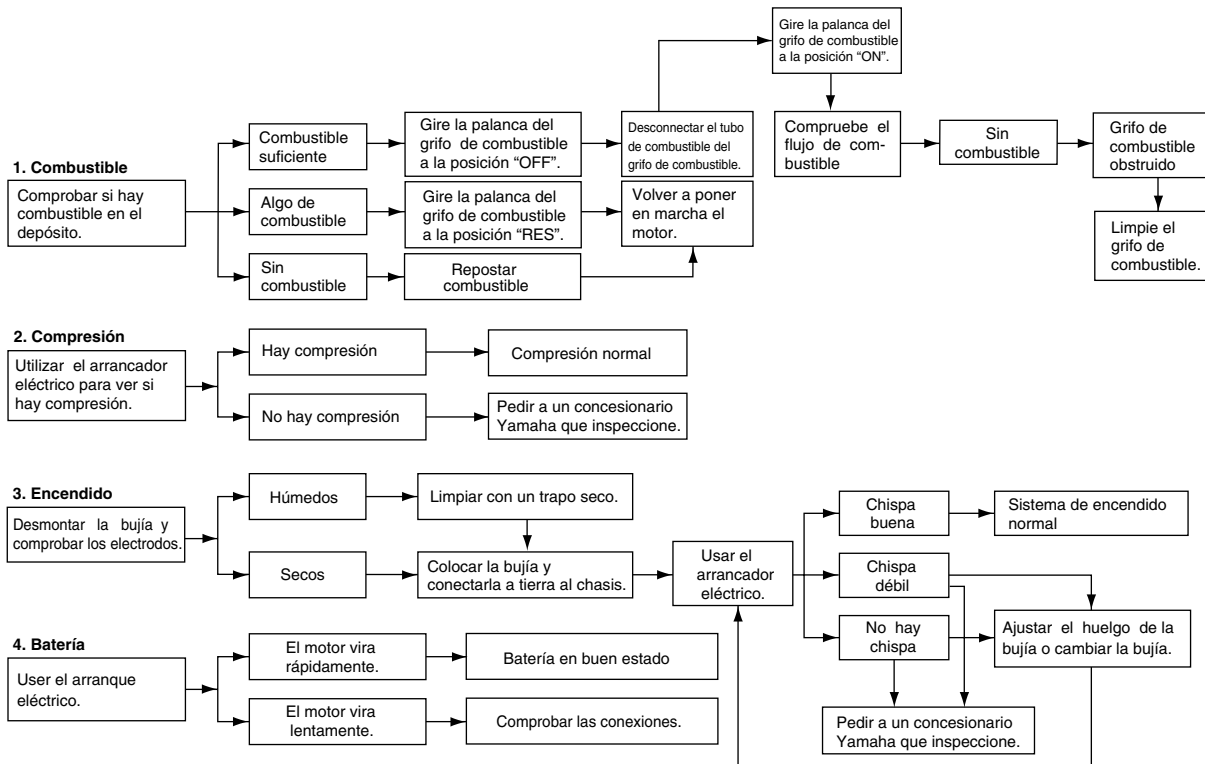 1. Combustible
Comprobar si hay
combustible en el
depósito.
Combustible
suficiente
Gire la palanca del
grifo de combustible
a la posición “OFF”.
Desconnectar el tubo
de combustible del
grifo de combustible.
Gire la palanca del
grifo de combustible
a la posición “ON”.
Compruebe el
flujo de com-
bustible
Sin
combustible
Grifo de
combustible
obstruido
Limpie el
grifo de
combustible.
Algo de
combustible
Gire la palanca del
grifo de combustible
a la posición “RES”.
Volver a poner
en marcha el
motor.
Sin
combustible
Repostar
combustible
2. Compresión
Utilizar el arrancador
eléctrico para ver si
hay compresión.
Hay compresión
Compresión normal
No hay compresión
Pedir a un concesionario
Yamaha que inspeccione.
3. Encendido
Desmontar la bujía y
comprobar los electrodos.
Húmedos
Limpiar con un trapo seco.
Secos
Colocar la bujía y
conectarla a tierra al chasis.
Usar el
arrancador
eléctrico.
Chispa
buena
Sistema de encendido
normal
Chispa
débil
No hay
chispa
Ajustar el huelgo de la
bujía o cambiar la bujía.
Pedir a un concesionario
Yamaha que inspeccione.
4. Batería
User el arranque
eléctrico.
El motor vira
rápidamente.
Batería en buen estado
El motor vira
lentamente.
Comprobar las conexiones.